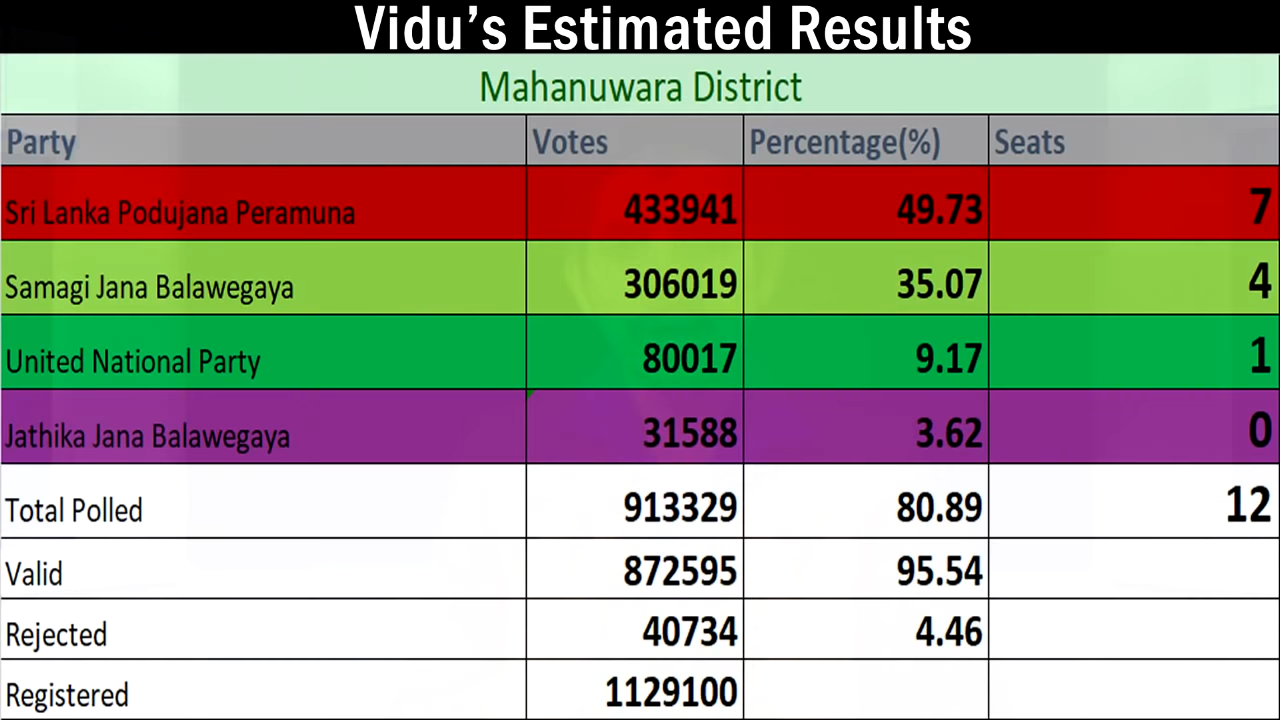 Vidu’s Estimated Results
Mahanuwara District
Party Votes Percentage(%) Seats
Sri Lanka Podujana Peramuna 433941 49.73 7
Samagi Jana Balawegaya 306019 35.07 4
United National Party 80017 9.17 1
Jathika Jana Balawegaya 31588 3.62 0
Total Polled 913329 80.89 12
Valid 872595 95.54
Rejected 40734 4.46
Registered 1129100